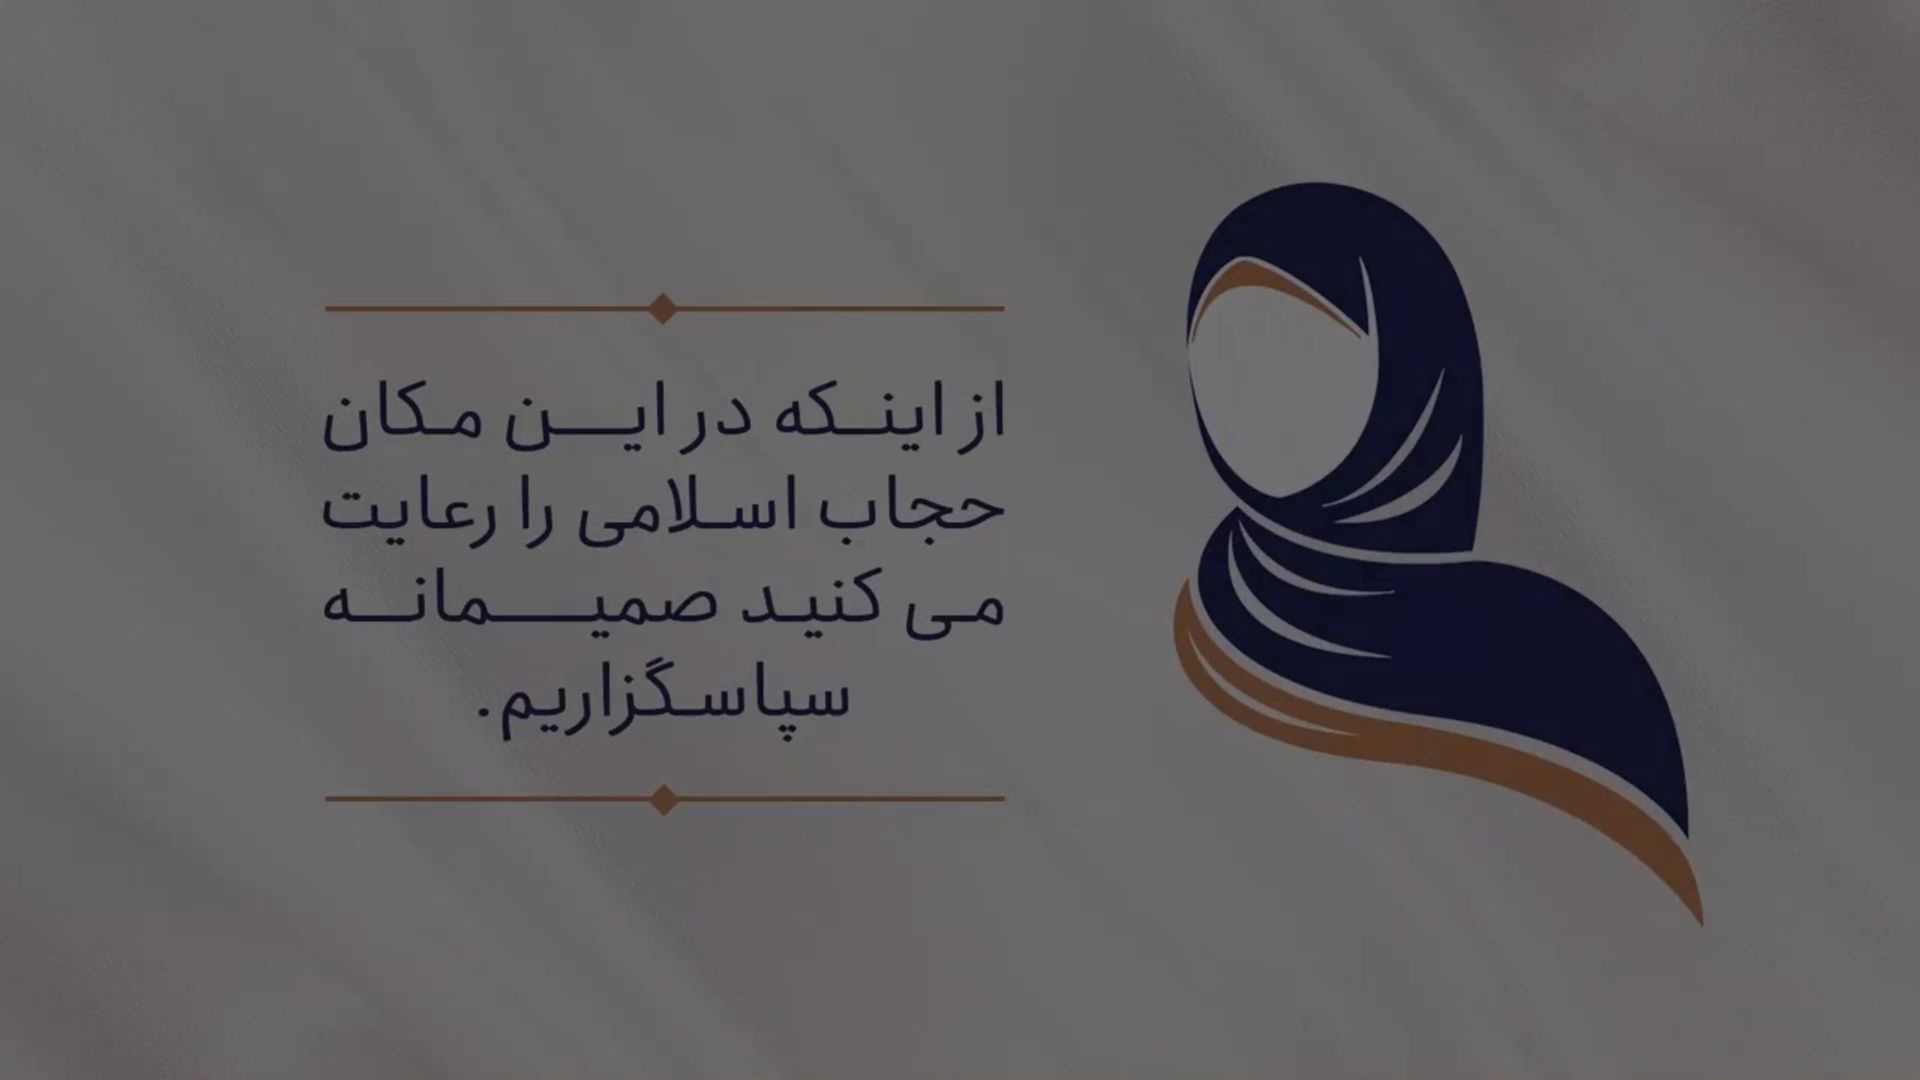 از اینکه در این مکان
حجاب اسلامی را رعایت
می کنید صمیمانه
سپاسگزاریم.